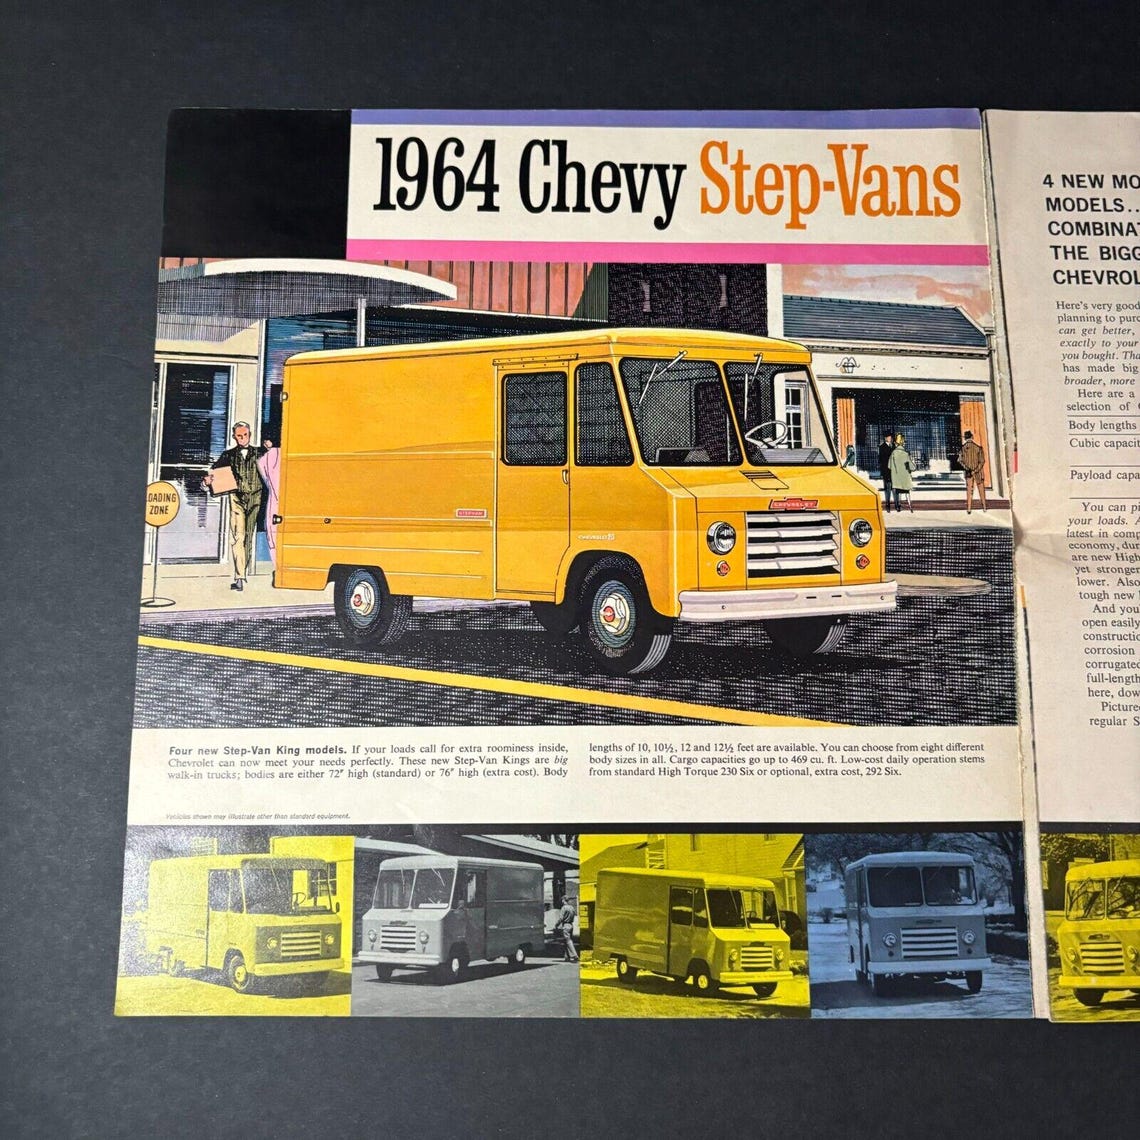 1964 Chevy Step-Vans
LOADING
ZONE
STEPVAN
CHEVROLET
CHEVROLET
Four new Step-Van King models. If your loads call for extra roominess inside,
Chevrolet can now meet your needs perfectly. These new Step-Van Kings are big
walk-in trucks; bodies are either 72″ high (standard) or 76″ high (extra cost). Body
lengths of 10, 10½, 12 and 12½ feet are available. You can choose from eight different
body sizes in all. Cargo capacities go up to 469 cu. ft. Low-cost daily operation stems
from standard High Torque 230 Six or optional, extra cost, 292 Six.
Vehicles shown may illustrate other than standard equipment.
4 NEW MO
MODELS...
COMBINAT
THE BIGG
CHEVROL
Here's very good
planning to purc
can get better,
exactly to your
you bought. Tha
has made big
broader, more
Here are a
selection of
Body lengths
Cubic capacit
Payload capa
You can pi
your loads.
latest in comp
economy, dur
are new High
yet stronger
lower. Also
tough new
And you
open easily
constructio
corrosion
corrugated
full-length
here, dow
Picture
regular S